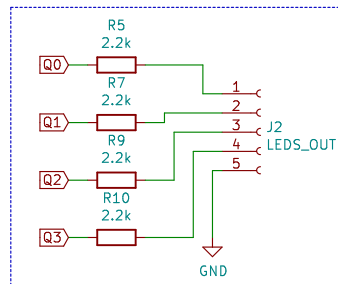 R5
2.2k
Q0
R7
2.2k
Q1
R9
2.2k
Q2
R10
2.2k
Q3
1
2
3
4
5
J2
LEDS_OUT
GND